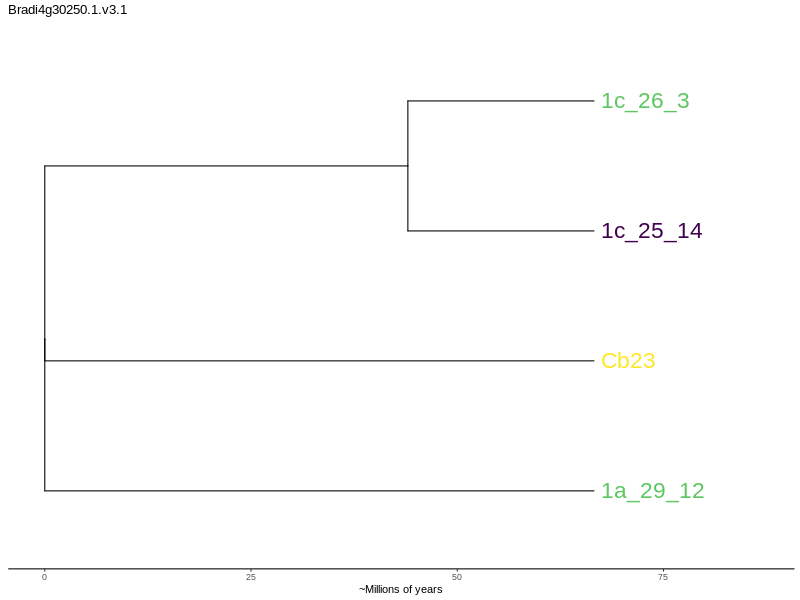 Bradi4g30250.1.v3.1
1c_26_3
1c_25_14
Cb23
1a_29_12
0 25 50 75
~Millions of years